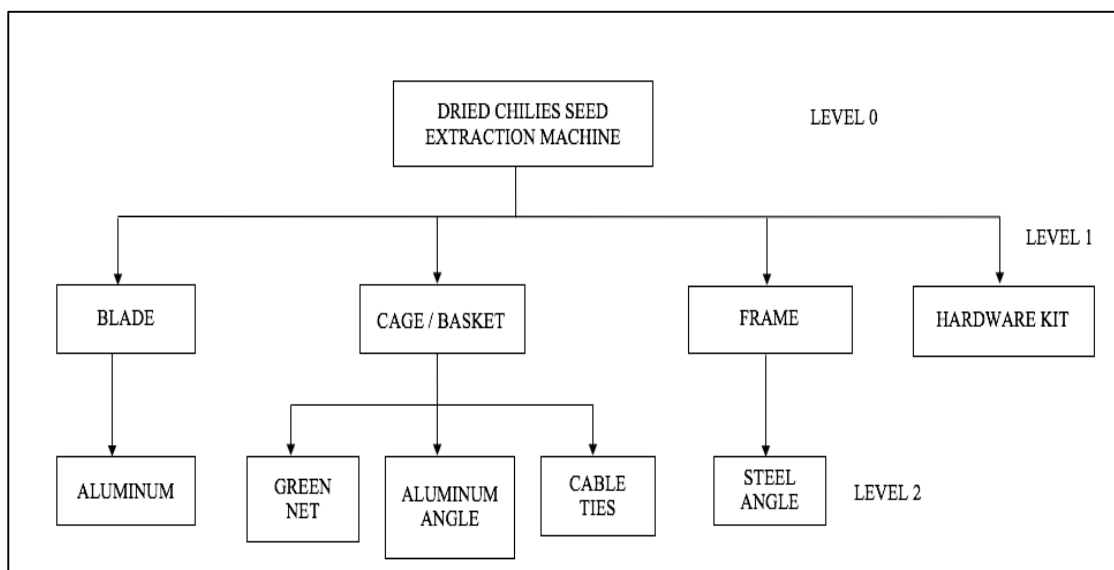 DRIED CHILIES SEED
EXTRACTION MACHINE
LEVEL 0
LEVEL 1
BLADE
CAGE / BASKET
FRAME
HARDWARE KIT
ALUMINUM
GREEN
NET
ALUMINUM
ANGLE
CABLE
TIES
STEEL
ANGLE
LEVEL 2